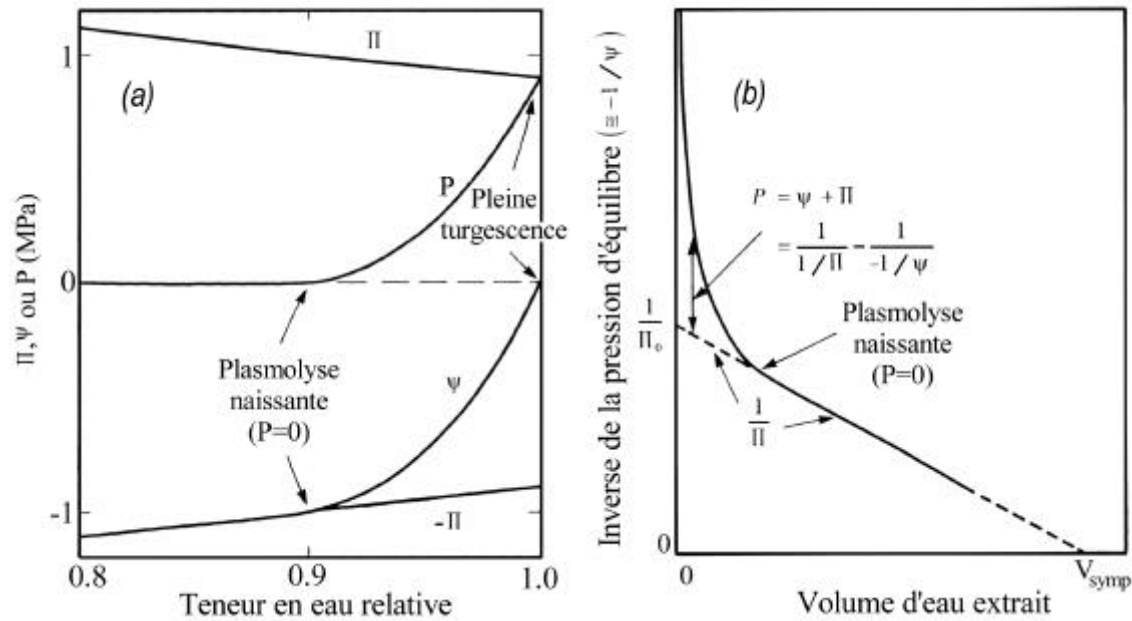 (a)
Π
P
Pleine
turgescence
Plasmolyse
naissante
(P=0)
Ψ
-Π
1
0
-1
Π,Ψ ou P (MPa)
0.8
0.9
1.0
Teneur en eau relative
(b)
Inverse de la pression d'équilibre (≡ -1/Ψ)
P = Ψ + Π
= 1/1/Π - 1/-1/Ψ
Plasmolyse
naissante
(P=0)
1/Πₒ
1/Π
0
0
Vsymp
Volume d'eau extrait